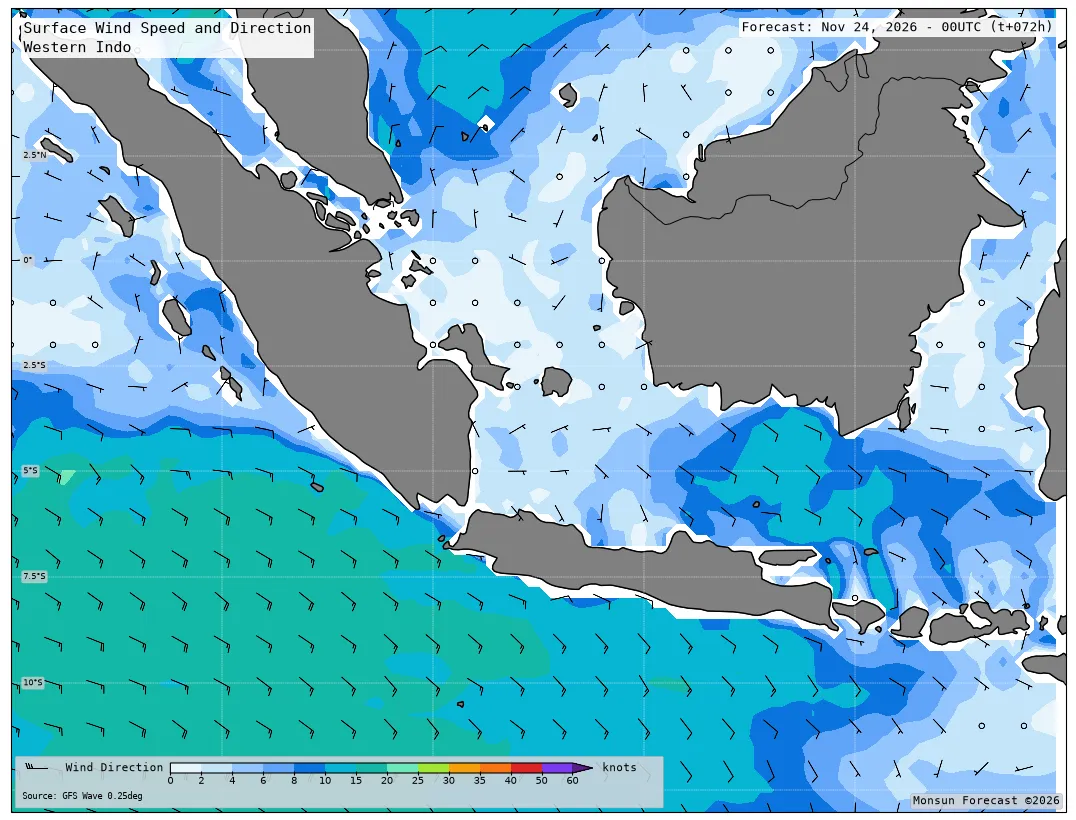 Surface Wind Speed and Direction
Western Indo
Forecast: Nov 24, 2026 - 00UTC (t+072h)
2.5°N
0°
2.5°S
5°S
7.5°S
10°S
Wind Direction
0 2 4 6 8 10 15 20 25 30 35 40 50 60
knots
Source: GFS Wave 0.25deg
Monsun Forecast ©2026